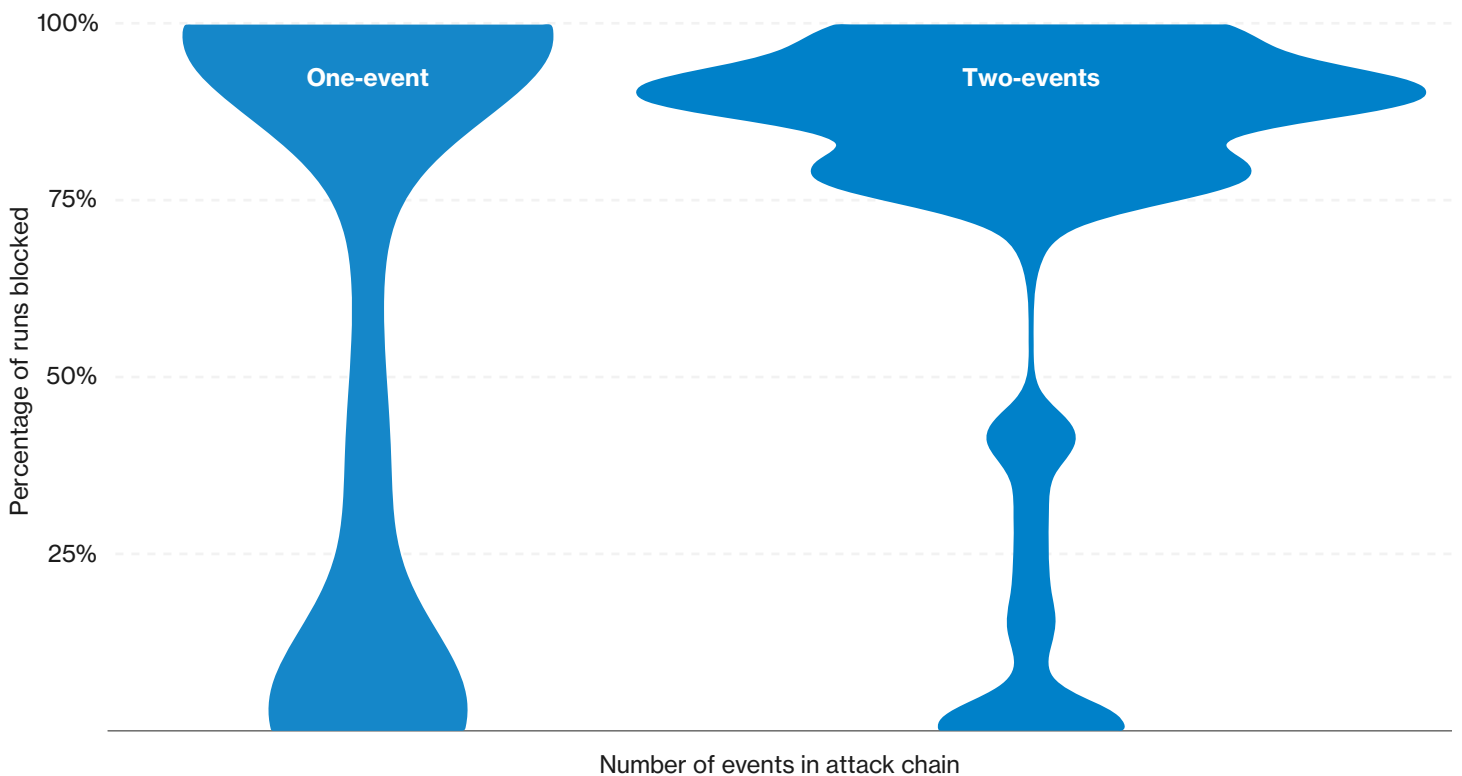 100%
One-event
Two-events
75%
Percentage of runs blocked
50%
25%
Number of events in attack chain